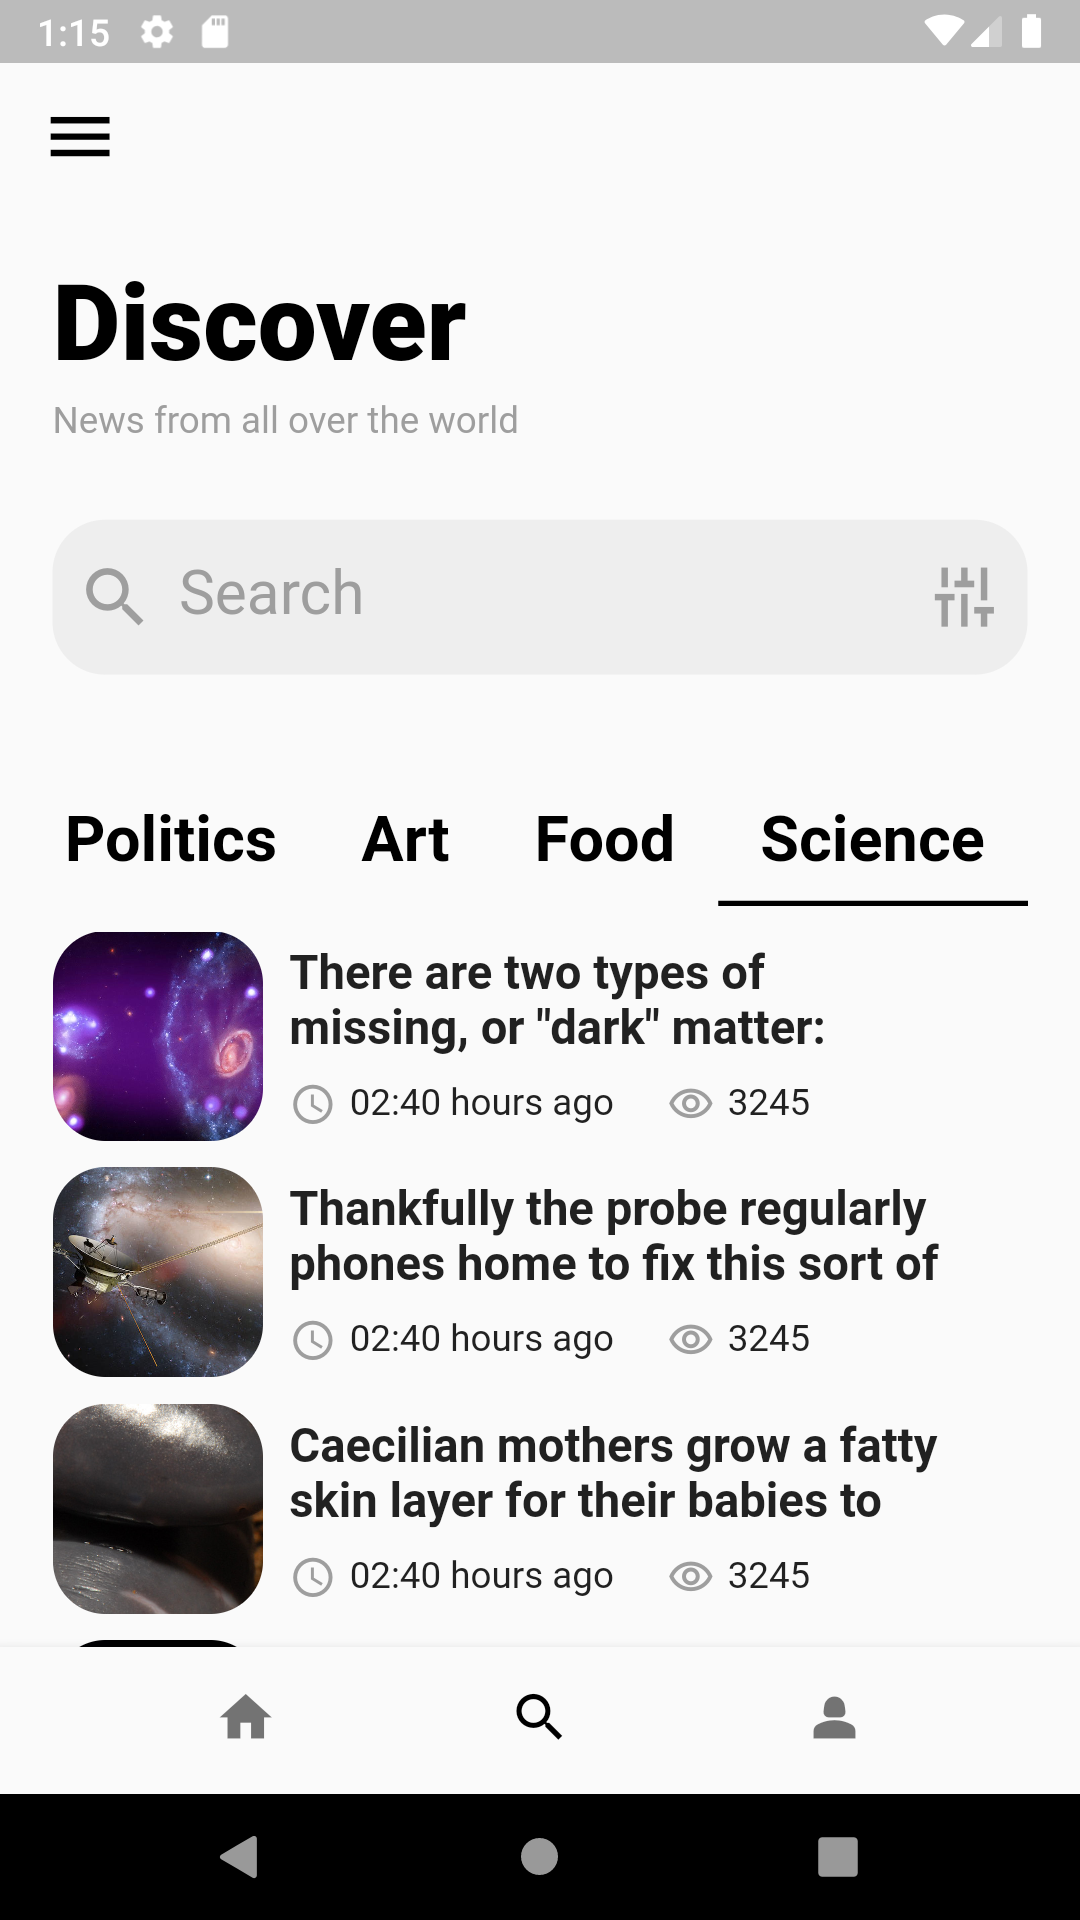 1:15
Discover
News from all over the world
Search
Politics Art Food Science
There are two types of
missing, or "dark" matter:
02:40 hours ago 3245
Thankfully the probe regularly
phones home to fix this sort of
02:40 hours ago 3245
Caecilian mothers grow a fatty
skin layer for their babies to
02:40 hours ago 3245